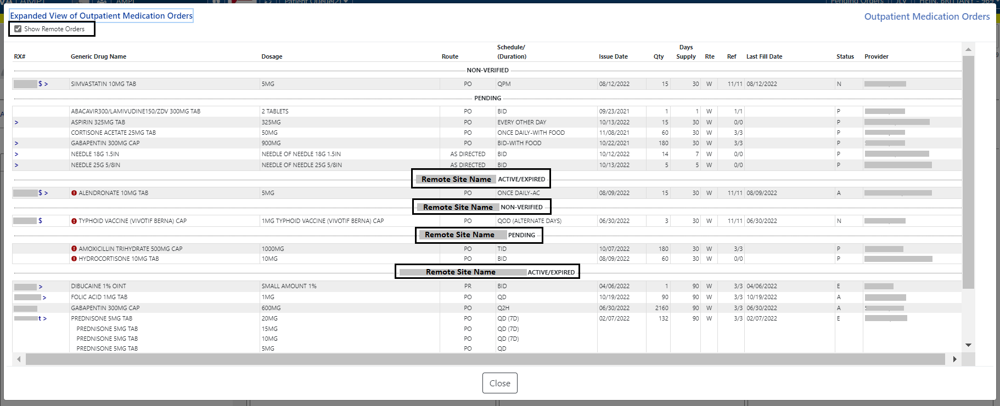 Expanded View of Outpatient Medication Orders
Outpatient Medication Orders
Show Remote Orders
RX# Generic Drug Name Dosage Route Schedule/ (Duration) Issue Date Qty Days Supply Rte Ref Last Fill Date Status Provider
NON-VERIFIED
$ > SIMVASTATIN 10MG TAB 5MG PO QPM 08/12/2022 15 30 W 11/11 08/12/2022 N
PENDING
ABACAVIR300/LAMIVUDINE150/ZDV 300MG TAB 2 TABLETS PO BID 09/23/2021 1 1 W 1/1 P
> ASPIRIN 325MG TAB 325MG PO EVERY OTHER DAY 10/13/2022 15 30 W 0/0 P
CORTISONE ACETATE 25MG TAB 50MG PO ONCE DAILY-WITH FOOD 11/08/2021 60 30 W 3/3 P
> GABAPENTIN 300MG CAP 900MG PO BID-WITH FOOD 10/22/2021 180 30 W 3/3 P
> NEEDLE 18G 1.5IN NEEDLE OF NEEDLE 18G 1.5IN AS DIRECTED BID 10/12/2022 14 7 W 0/0 P
> NEEDLE 25G 5/8IN NEEDLE OF NEEDLE 25G 5/8IN AS DIRECTED BID 10/13/2022 5 5 W 0/0 P
Remote Site Name ACTIVE/EXPIRED
$ > ALENDRONATE 10MG TAB 5MG PO ONCE DAILY-AC 08/09/2022 15 30 W 11/11 08/09/2022 A
Remote Site Name NON-VERIFIED
$ TYPHOID VACCINE (VIVOTIF BERNA) CAP 1MG TYPHOID VACCINE (VIVOTIF BERNA) CAP PO QOD (ALTERNATE DAYS) 06/30/2022 3 30 W 11/11 06/30/2022 N
Remote Site Name PENDING
AMOXICILLIN TRIHYDRATE 500MG CAP 1000MG PO TID 10/07/2022 180 30 W 3/3 P
HYDROCORTISONE 10MG TAB 10MG PO BID 08/09/2022 60 30 W 0/0 P
Remote Site Name ACTIVE/EXPIRED
> DIBUCAINE 1% OINT SMALL AMOUNT 1% PR BID 04/06/2022 1 90 W 3/3 04/06/2022 E
> FOLIC ACID 1MG TAB 1MG PO QD 10/19/2022 90 90 W 3/3 10/19/2022 A
GABAPENTIN 300MG CAP 600MG PO Q2H 06/30/2022 2160 90 W 3/3 06/30/2022 A
t > PREDNISONE 5MG TAB 20MG PO QD (7D) 02/07/2022 132 90 W 3/3 02/07/2022 E
PREDNISONE 5MG TAB 15MG PO QD (7D)
PREDNISONE 5MG TAB 10MG PO QD (7D)
PREDNISONE 5MG TAB 5MG PO QD
Close